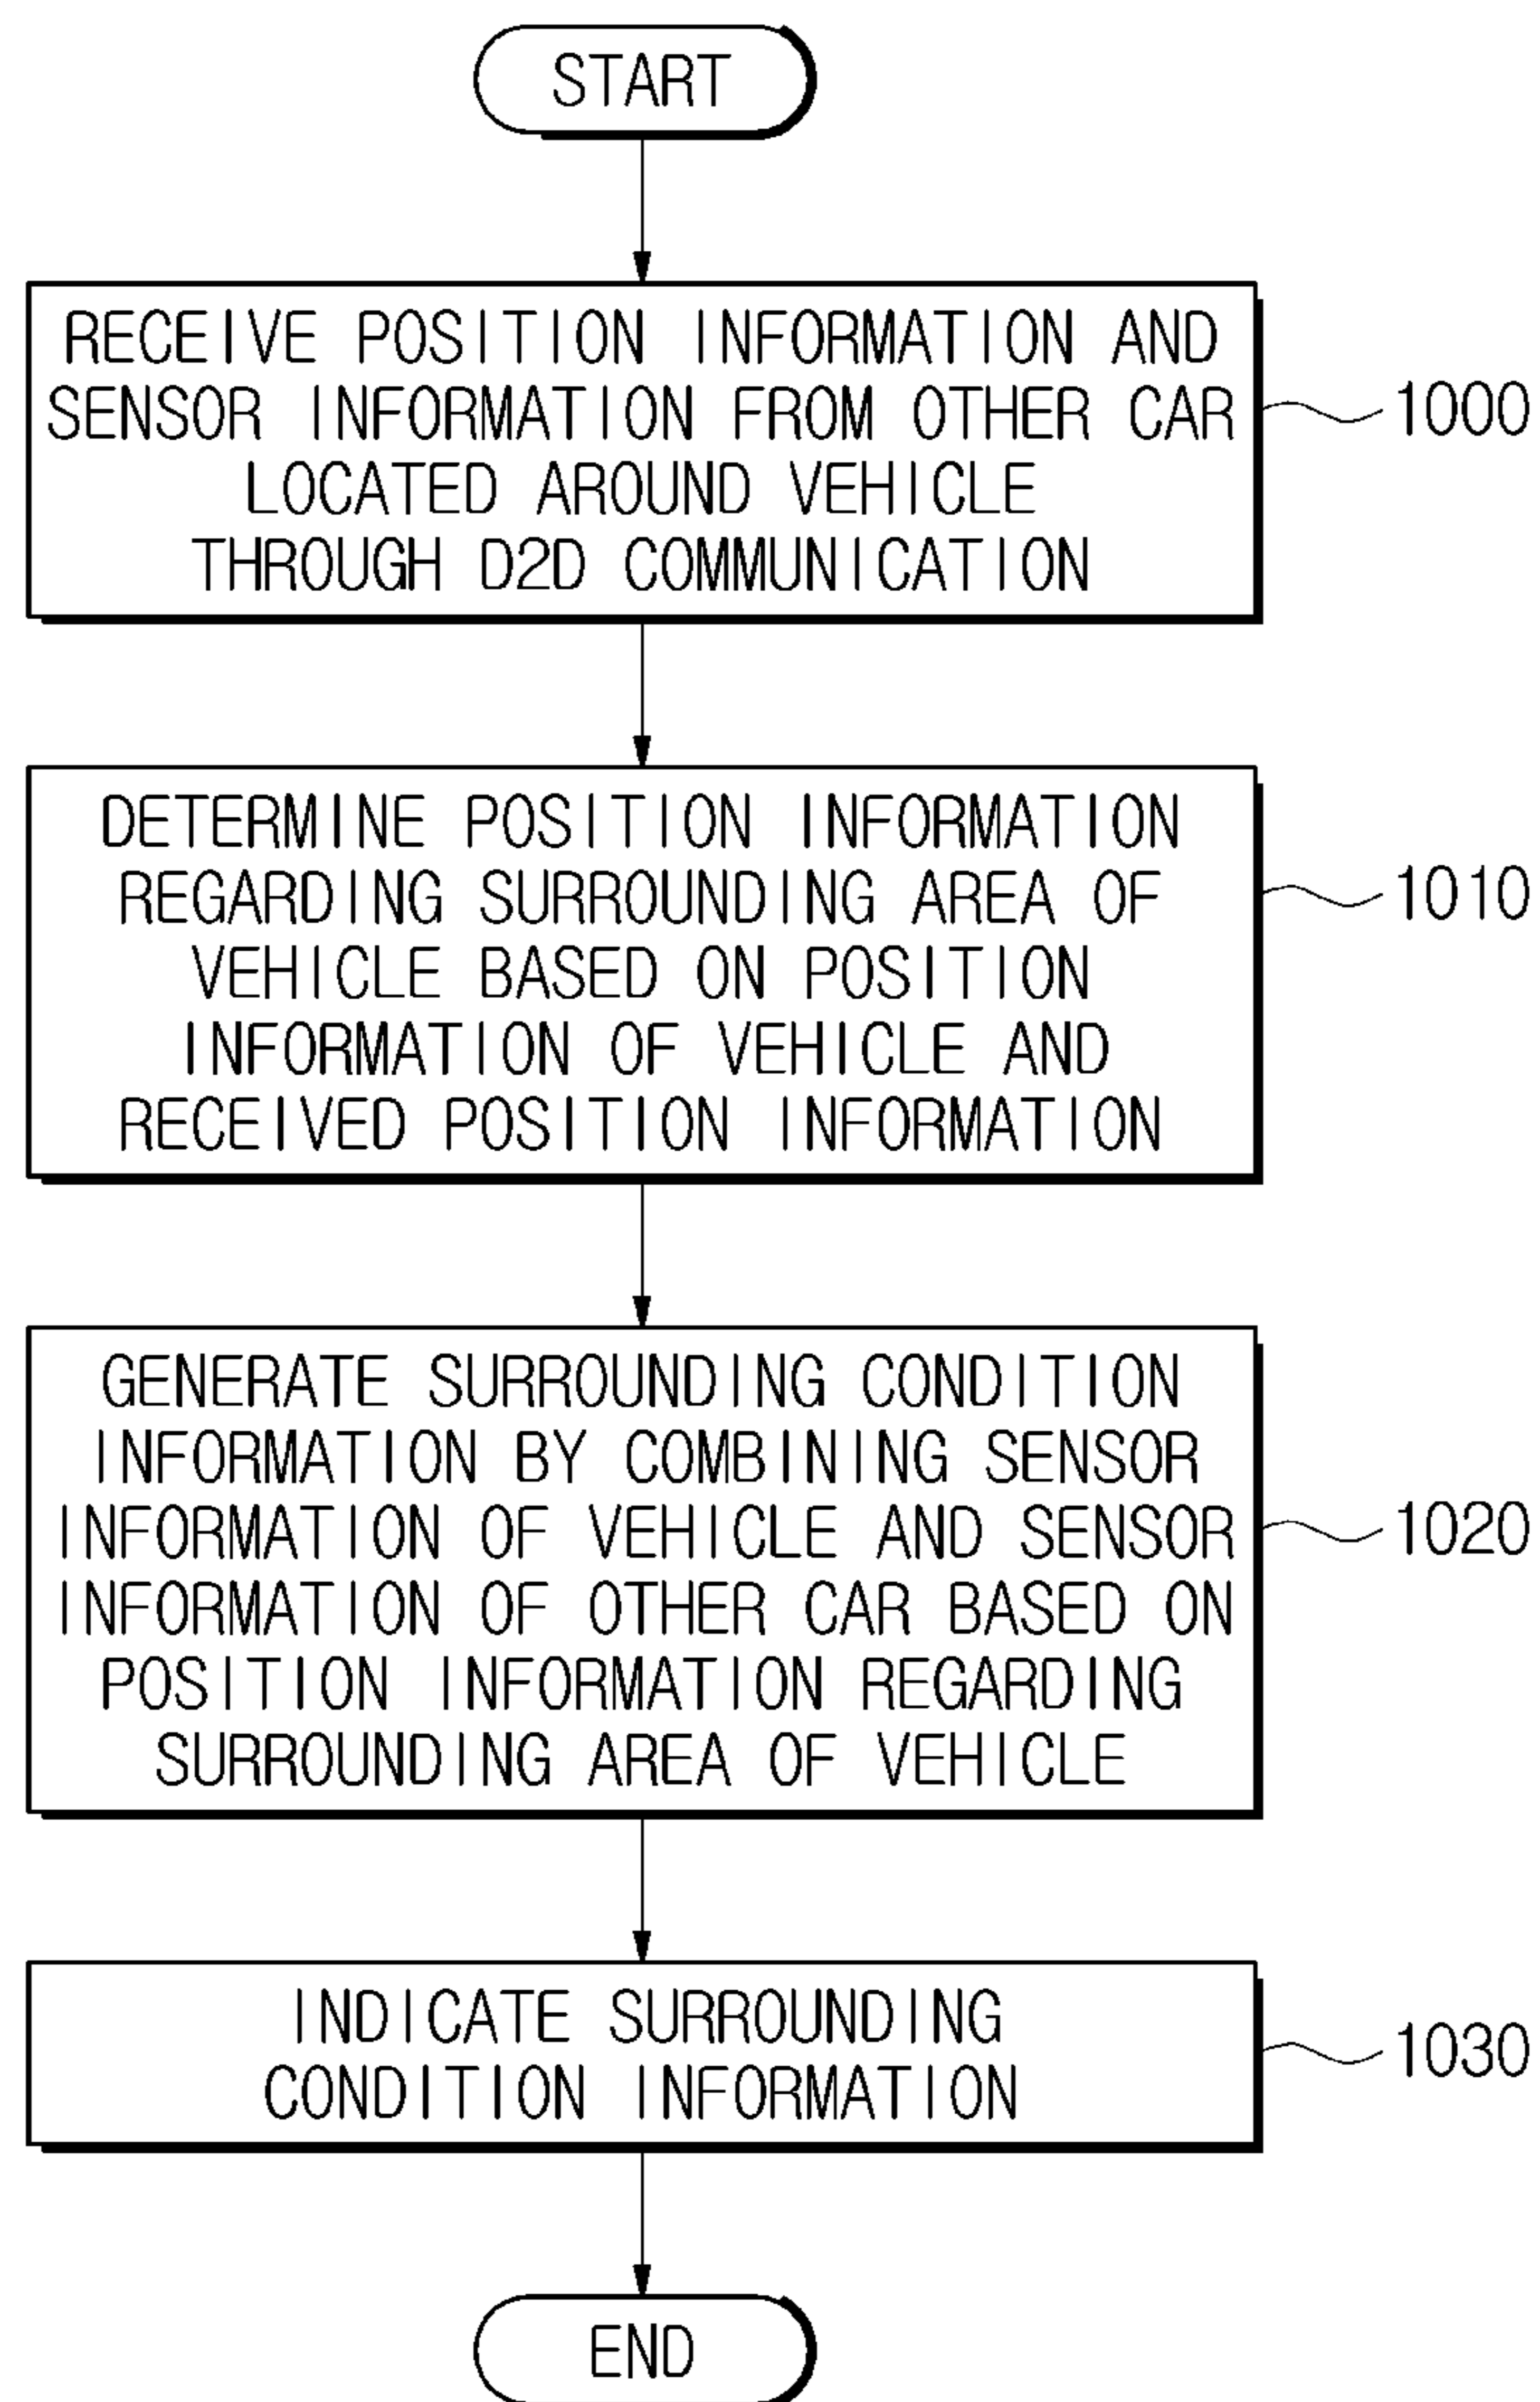 START
RECEIVE POSITION INFORMATION AND
SENSOR INFORMATION FROM OTHER CAR
LOCATED AROUND VEHICLE
THROUGH D2D COMMUNICATION
1000
DETERMINE POSITION INFORMATION
REGARDING SURROUNDING AREA OF
VEHICLE BASED ON POSITION
INFORMATION OF VEHICLE AND
RECEIVED POSITION INFORMATION
1010
GENERATE SURROUNDING CONDITION
INFORMATION BY COMBINING SENSOR
INFORMATION OF VEHICLE AND SENSOR
INFORMATION OF OTHER CAR BASED ON
POSITION INFORMATION REGARDING
SURROUNDING AREA OF VEHICLE
1020
INDICATE SURROUNDING
CONDITION INFORMATION
1030
END